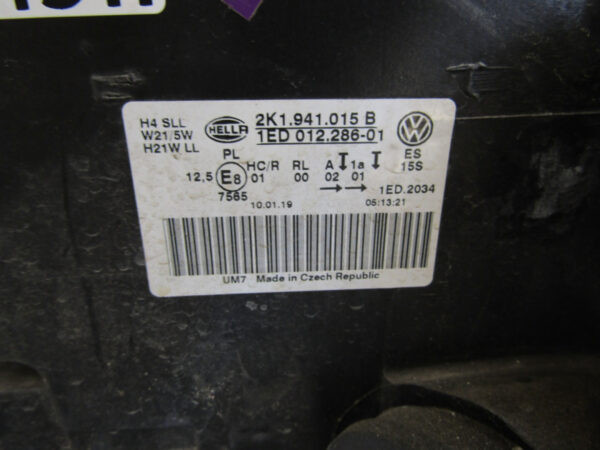 H4 SLL
W21/5W
H21W LL
HELLA
2K1.941.015 B
1ED 012.286-01
PL HC/R RL A 1a ES
12,5 E8 01 00 02 01 15S
7565 1ED.2034
10.01.19 05:13:21
UM7 Made in Czech Republic